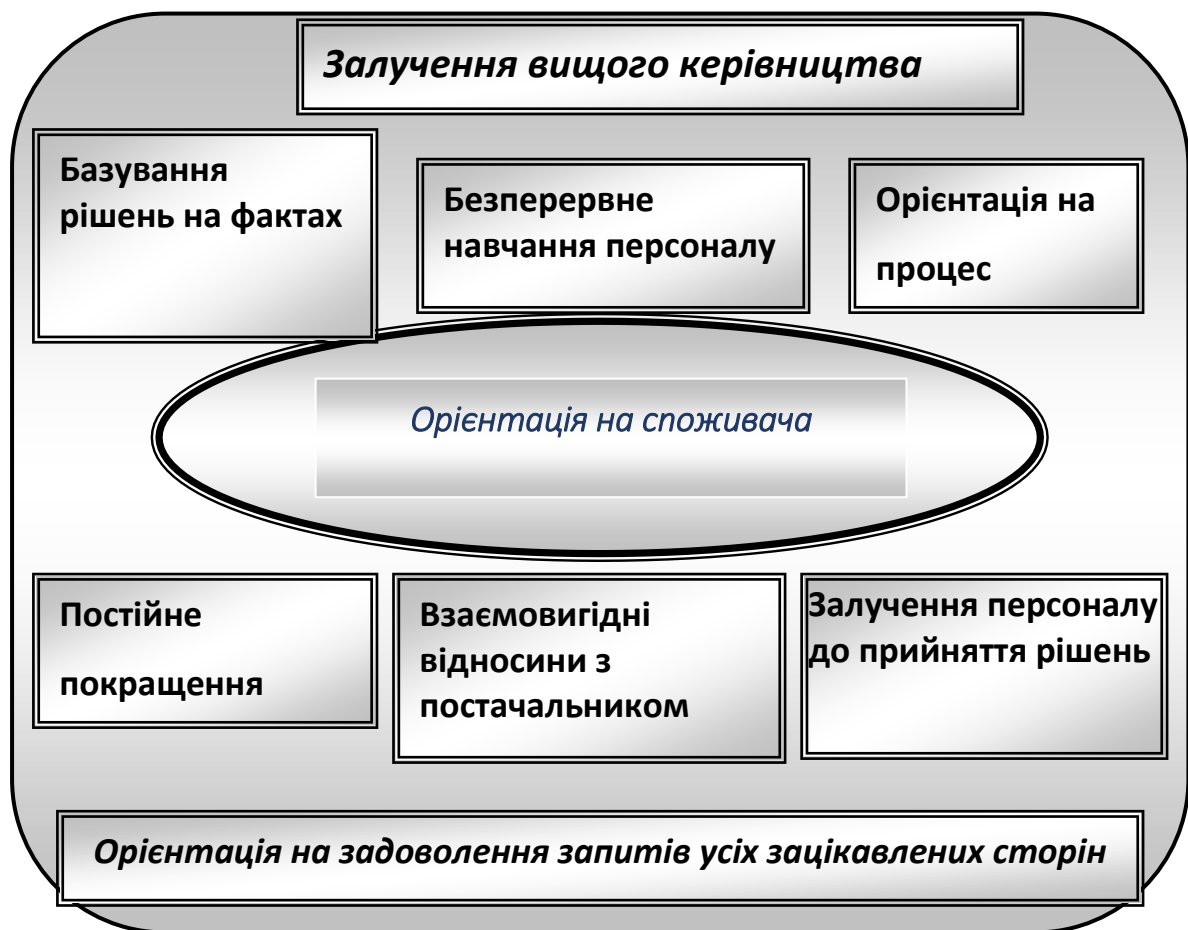 Залучення вищого керівництва
Базування
рішень на фактах
Безперервне
навчання персоналу
Орієнтація на
процес
Орієнтація на споживача
Постійне
покращення
Взаємовигідні
відносини з
постачальником
Залучення персоналу
до прийняття рішень
Орієнтація на задоволення запитів усіх зацікавлених сторін